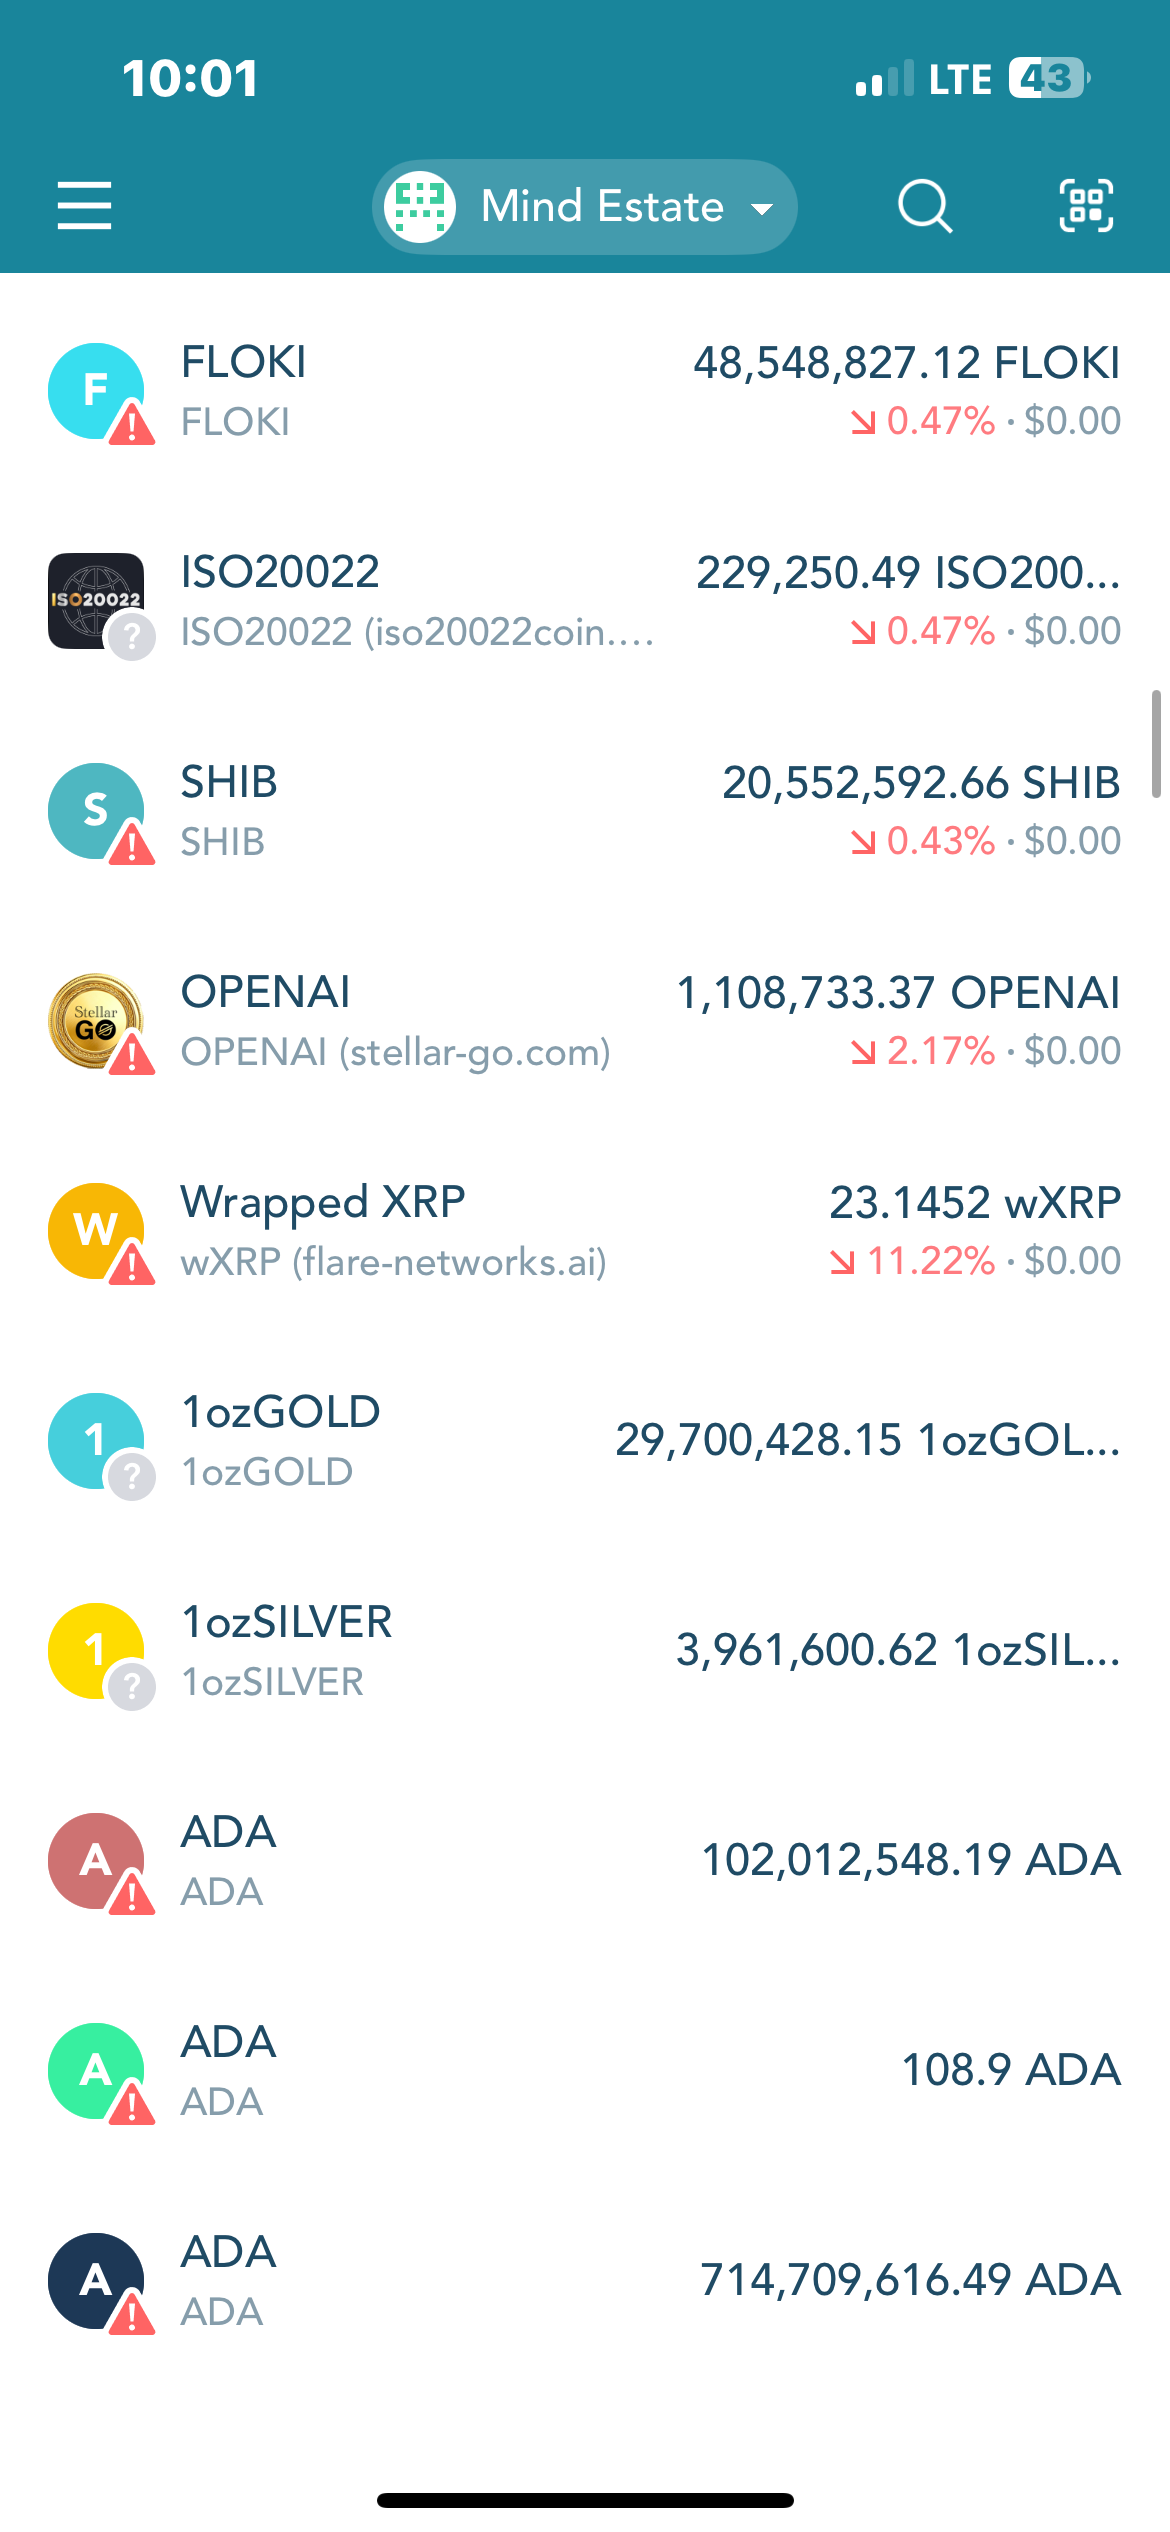 10:01
LTE 43
Mind Estate
F
FLOKI
48,548,827.12 FLOKI
FLOKI
0.47% · $0.00
ISO20022
ISO20022
229,250.49 ISO200...
ISO20022 (iso20022coin....
0.47% · $0.00
S
SHIB
20,552,592.66 SHIB
SHIB
0.43% · $0.00
Stellar
GO
OPENAI
1,108,733.37 OPENAI
OPENAI (stellar-go.com)
2.17% · $0.00
W
Wrapped XRP
23.1452 wXRP
wXRP (flare-networks.ai)
11.22% · $0.00
1
1ozGOLD
29,700,428.15 1ozGOL...
1ozGOLD
1
1ozSILVER
3,961,600.62 1ozSIL...
1ozSILVER
A
ADA
102,012,548.19 ADA
ADA
A
ADA
108.9 ADA
ADA
A
ADA
714,709,616.49 ADA
ADA